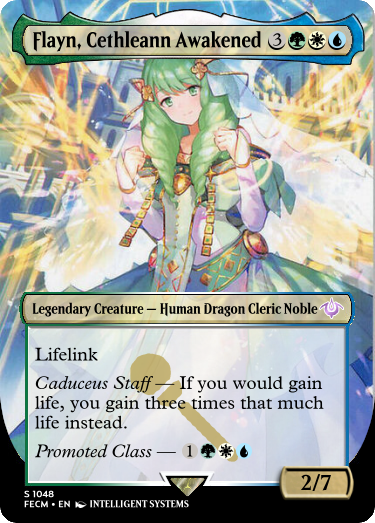 Flayn, Cethleann Awakened 3
Legendary Creature — Human Dragon Cleric Noble
Lifelink
Caduceus Staff — If you would gain
life, you gain three times that much
life instead.
Promoted Class — 1
2/7
S 1048
FECM • EN INTELLIGENT SYSTEMS